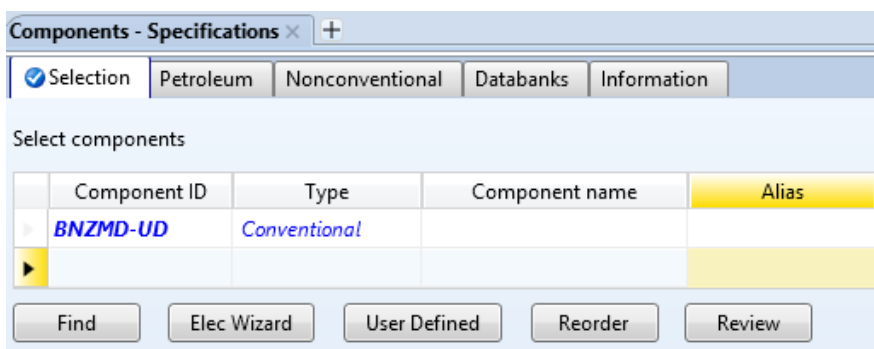 Components - Specifications × +
Selection Petroleum Nonconventional Databanks Information
Select components
Component ID Type Component name Alias
BNZMD-UD Conventional
Find Elec Wizard User Defined Reorder Review